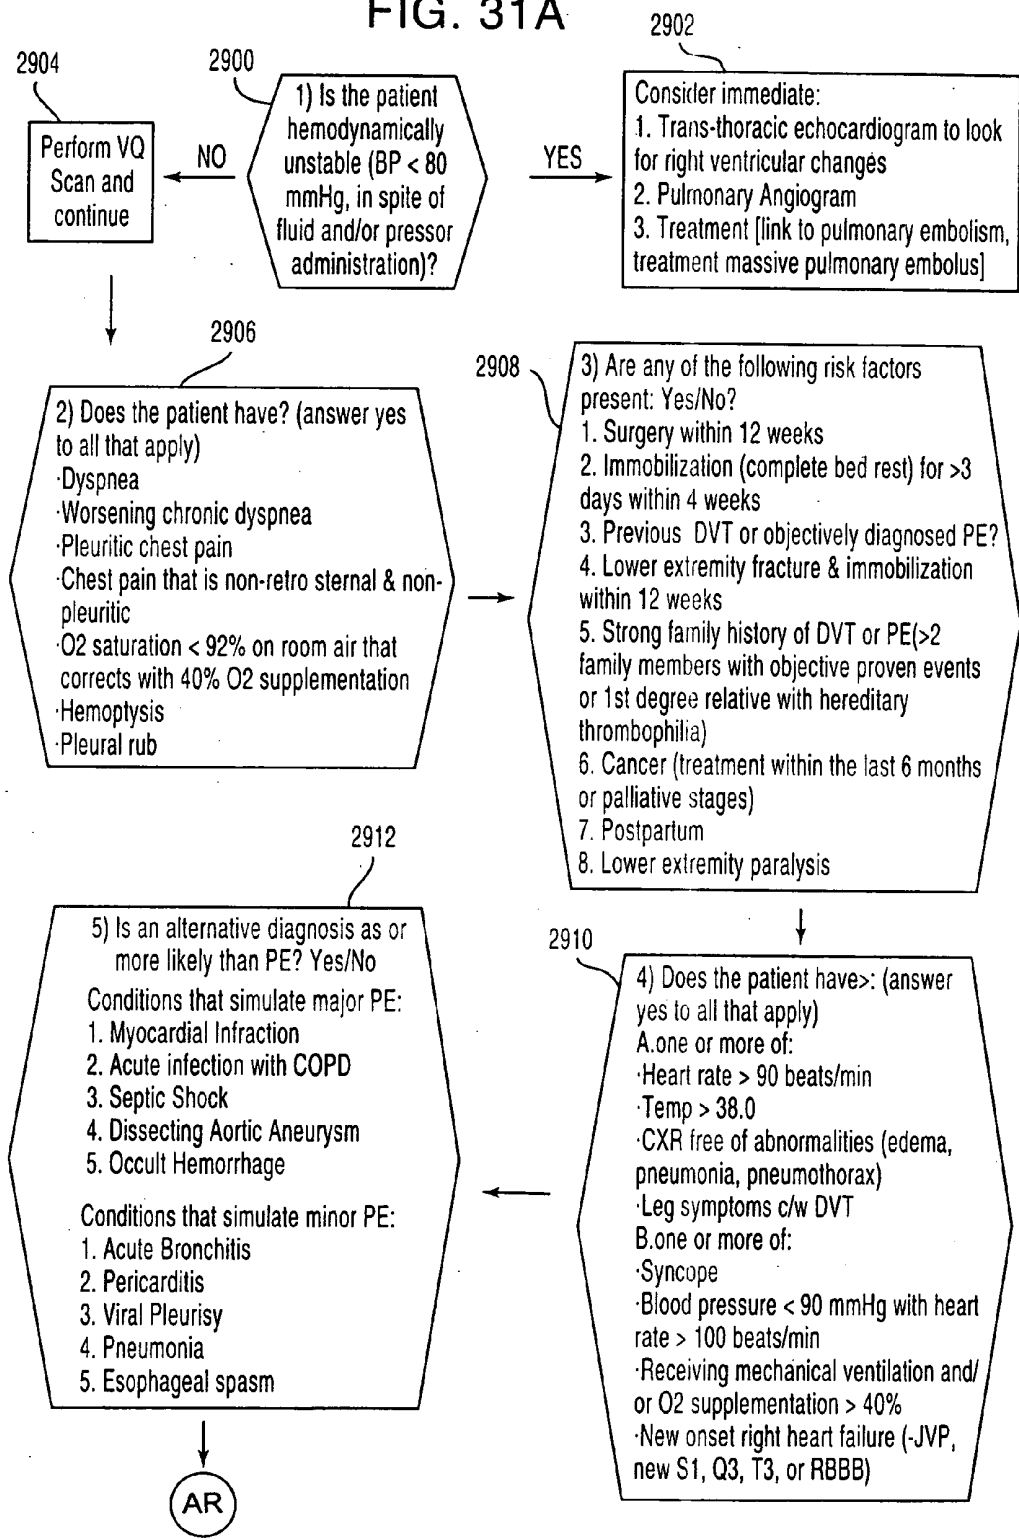 FIG. 31A
2904
2900
2902
Perform VQ
Scan and
continue
NO
1) Is the patient
hemodynamically
unstable (BP < 80
mmHg, in spite of
fluid and/or pressor
administration)?
YES
Consider immediate:
1. Trans-thoracic echocardiogram to look
for right ventricular changes
2. Pulmonary Angiogram
3. Treatment [link to pulmonary embolism,
treatment massive pulmonary embolus]
2906
2) Does the patient have? (answer yes
to all that apply)
·Dyspnea
·Worsening chronic dyspnea
·Pleuritic chest pain
·Chest pain that is non-retro sternal & non-
pleuritic
·O2 saturation < 92% on room air that
corrects with 40% O2 supplementation
·Hemoptysis
·Pleural rub
2908
3) Are any of the following risk factors
present: Yes/No?
1. Surgery within 12 weeks
2. Immobilization (complete bed rest) for >3
days within 4 weeks
3. Previous DVT or objectively diagnosed PE?
4. Lower extremity fracture & immobilization
within 12 weeks
5. Strong family history of DVT or PE(>2
family members with objective proven events
or 1st degree relative with hereditary
thrombophilia)
6. Cancer (treatment within the last 6 months
or palliative stages)
7. Postpartum
8. Lower extremity paralysis
2910
4) Does the patient have>: (answer
yes to all that apply)
A.one or more of:
·Heart rate > 90 beats/min
·Temp > 38.0
·CXR free of abnormalities (edema,
pneumonia, pneumothorax)
·Leg symptoms c/w DVT
B.one or more of:
·Syncope
·Blood pressure < 90 mmHg with heart
rate > 100 beats/min
·Receiving mechanical ventilation and/
or O2 supplementation > 40%
·New onset right heart failure (-JVP,
new S1, Q3, T3, or RBBB)
2912
5) Is an alternative diagnosis as or
more likely than PE? Yes/No
Conditions that simulate major PE:
1. Myocardial Infraction
2. Acute infection with COPD
3. Septic Shock
4. Dissecting Aortic Aneurysm
5. Occult Hemorrhage
Conditions that simulate minor PE:
1. Acute Bronchitis
2. Pericarditis
3. Viral Pleurisy
4. Pneumonia
5. Esophageal spasm
AR